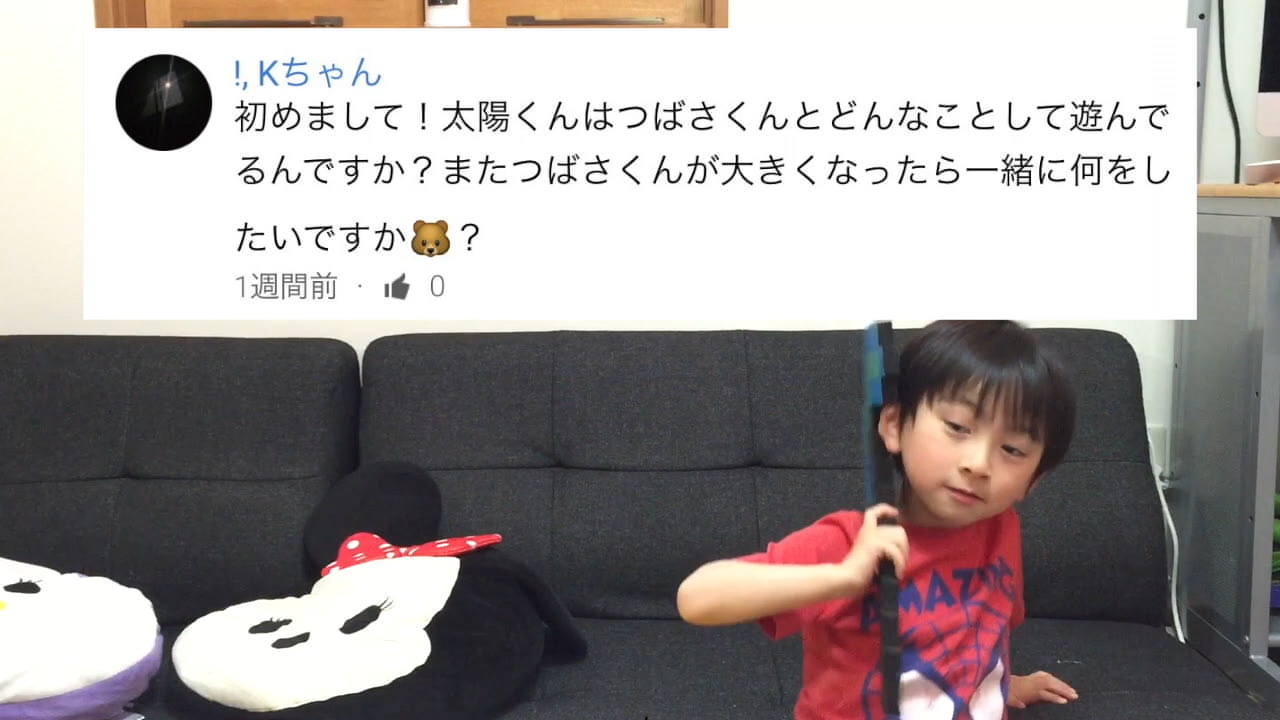 !, Kちゃん
初めまして！太陽くんはつばさくんとどんなことして遊んで
るんですか？またつばさくんが大きくなったら一緒に何をし
たいですか🐻？
1週間前 · 0
AMAZING